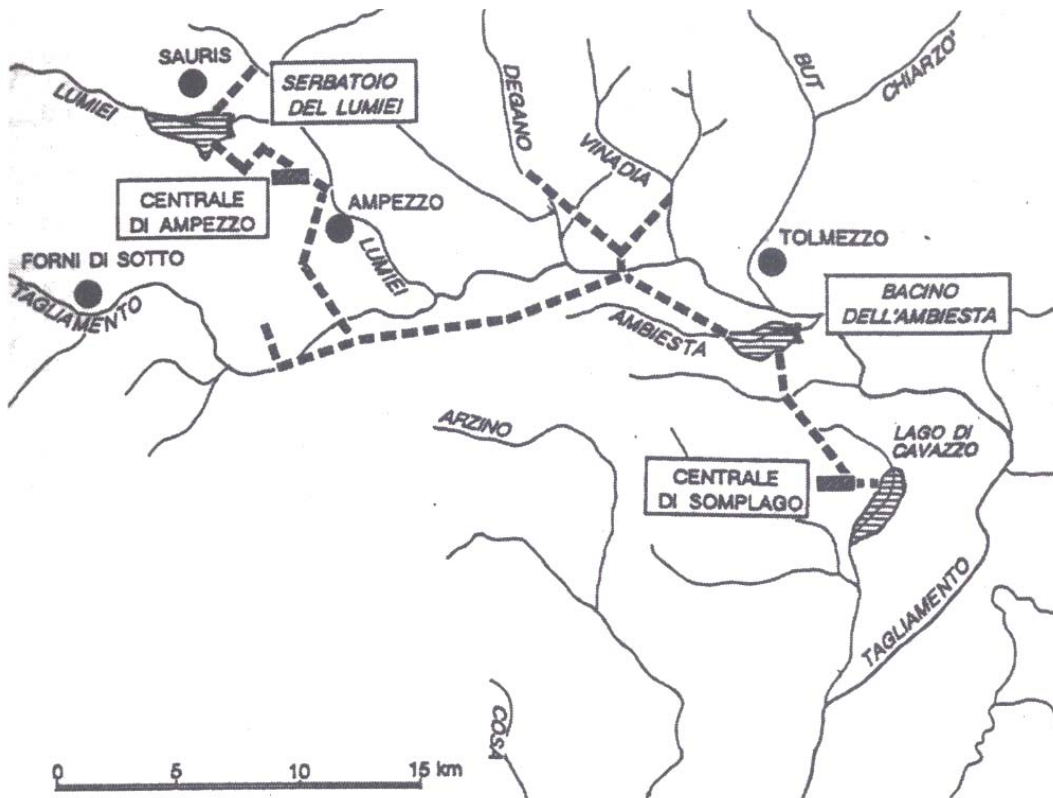 SAURIS
LUMIEI
SERBATOIO
DEL LUMIEI
DEGANO
BUT
CHIARZO'
VINADIA
CENTRALE
DI AMPEZZO
AMPEZZO
LUMIEI
TOLMEZZO
FORNI DI SOTTO
TAGLIAMENTO
BACINO
DELL'AMBIESTA
AMBIESTA
ARZINO
LAGO DI
CAVAZZO
CENTRALE
DI SOMPLAGO
TAGLIAMENTO
COSA
0 5 10 15 km